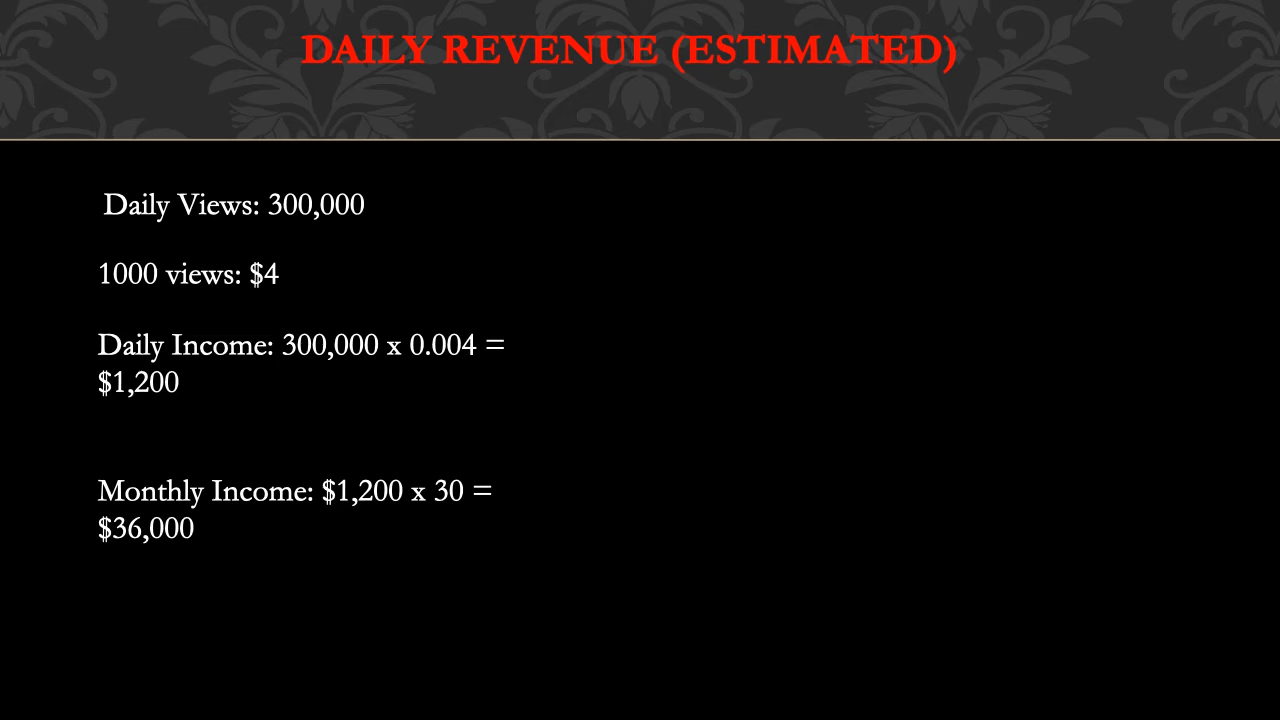 DAILY REVENUE (ESTIMATED)
Daily Views: 300,000
1000 views: $4
Daily Income: 300,000 x 0.004 =
$1,200
Monthly Income: $1,200 x 30 =
$36,000